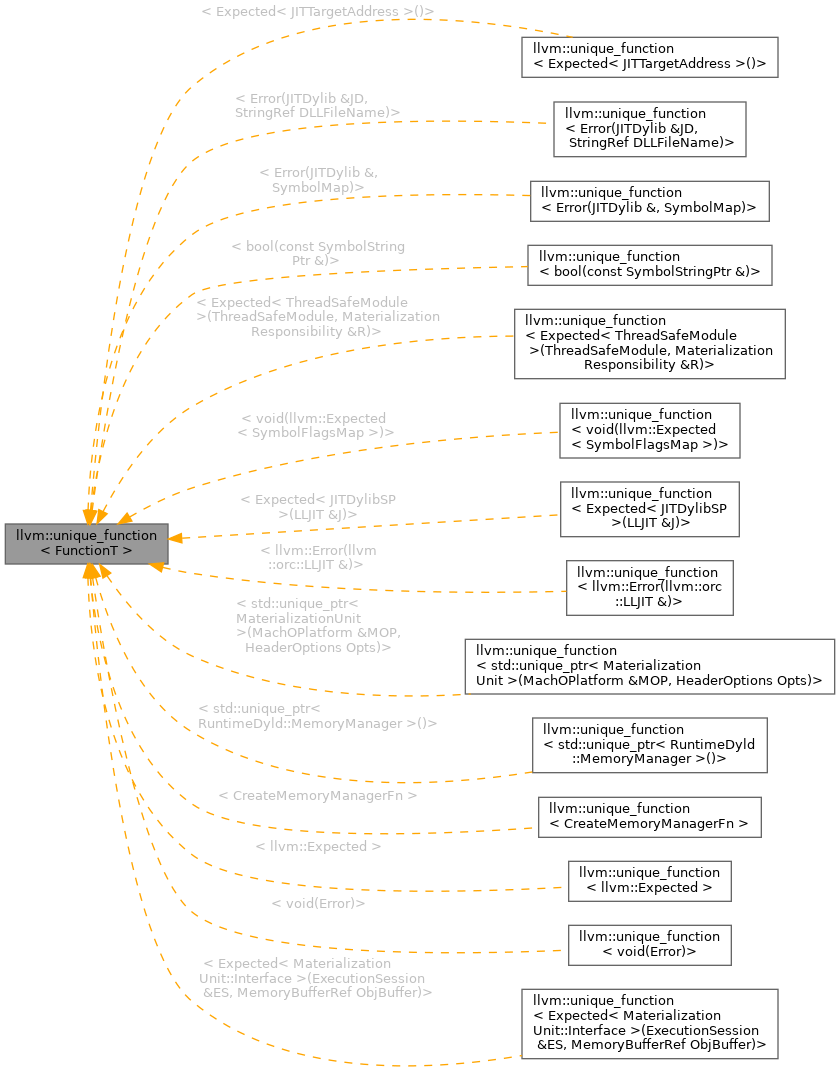 < Expected< JITTargetAddress >()>
llvm::unique_function
< Expected< JITTargetAddress >()>
< Error(JITDylib &JD,
StringRef DLLFileName)>
llvm::unique_function
< Error(JITDylib &JD,
StringRef DLLFileName)>
< Error(JITDylib &,
SymbolMap)>
llvm::unique_function
< Error(JITDylib &, SymbolMap)>
< bool(const SymbolString
Ptr &)>
llvm::unique_function
< bool(const SymbolStringPtr &)>
< Expected< ThreadSafeModule
>(ThreadSafeModule, Materialization
Responsibility &R)>
llvm::unique_function
< Expected< ThreadSafeModule
>(ThreadSafeModule, Materialization
Responsibility &R)>
< void(llvm::Expected
< SymbolFlagsMap >)>
llvm::unique_function
< void(llvm::Expected
< SymbolFlagsMap >)>
< Expected< JITDylibSP
>(LLJIT &J)>
llvm::unique_function
< Expected< JITDylibSP
>(LLJIT &J)>
llvm::unique_function
< FunctionT >
< llvm::Error(llvm
::orc::LLJIT &)>
llvm::unique_function
< llvm::Error(llvm::orc
::LLJIT &)>
< std::unique_ptr<
MaterializationUnit
>(MachOPlatform &MOP,
HeaderOptions Opts)>
llvm::unique_function
< std::unique_ptr< Materialization
Unit >(MachOPlatform &MOP, HeaderOptions Opts)>
< std::unique_ptr<
RuntimeDyld::MemoryManager >()>
llvm::unique_function
< std::unique_ptr< RuntimeDyld
::MemoryManager >()>
< CreateMemoryManagerFn >
llvm::unique_function
< CreateMemoryManagerFn >
< llvm::Expected >
llvm::unique_function
< llvm::Expected >
< void(Error)>
llvm::unique_function
< void(Error)>
< Expected< Materialization
Unit::Interface >(ExecutionSession
&ES, MemoryBufferRef ObjBuffer)>
llvm::unique_function
< Expected< Materialization
Unit::Interface >(ExecutionSession
&ES, MemoryBufferRef ObjBuffer)>